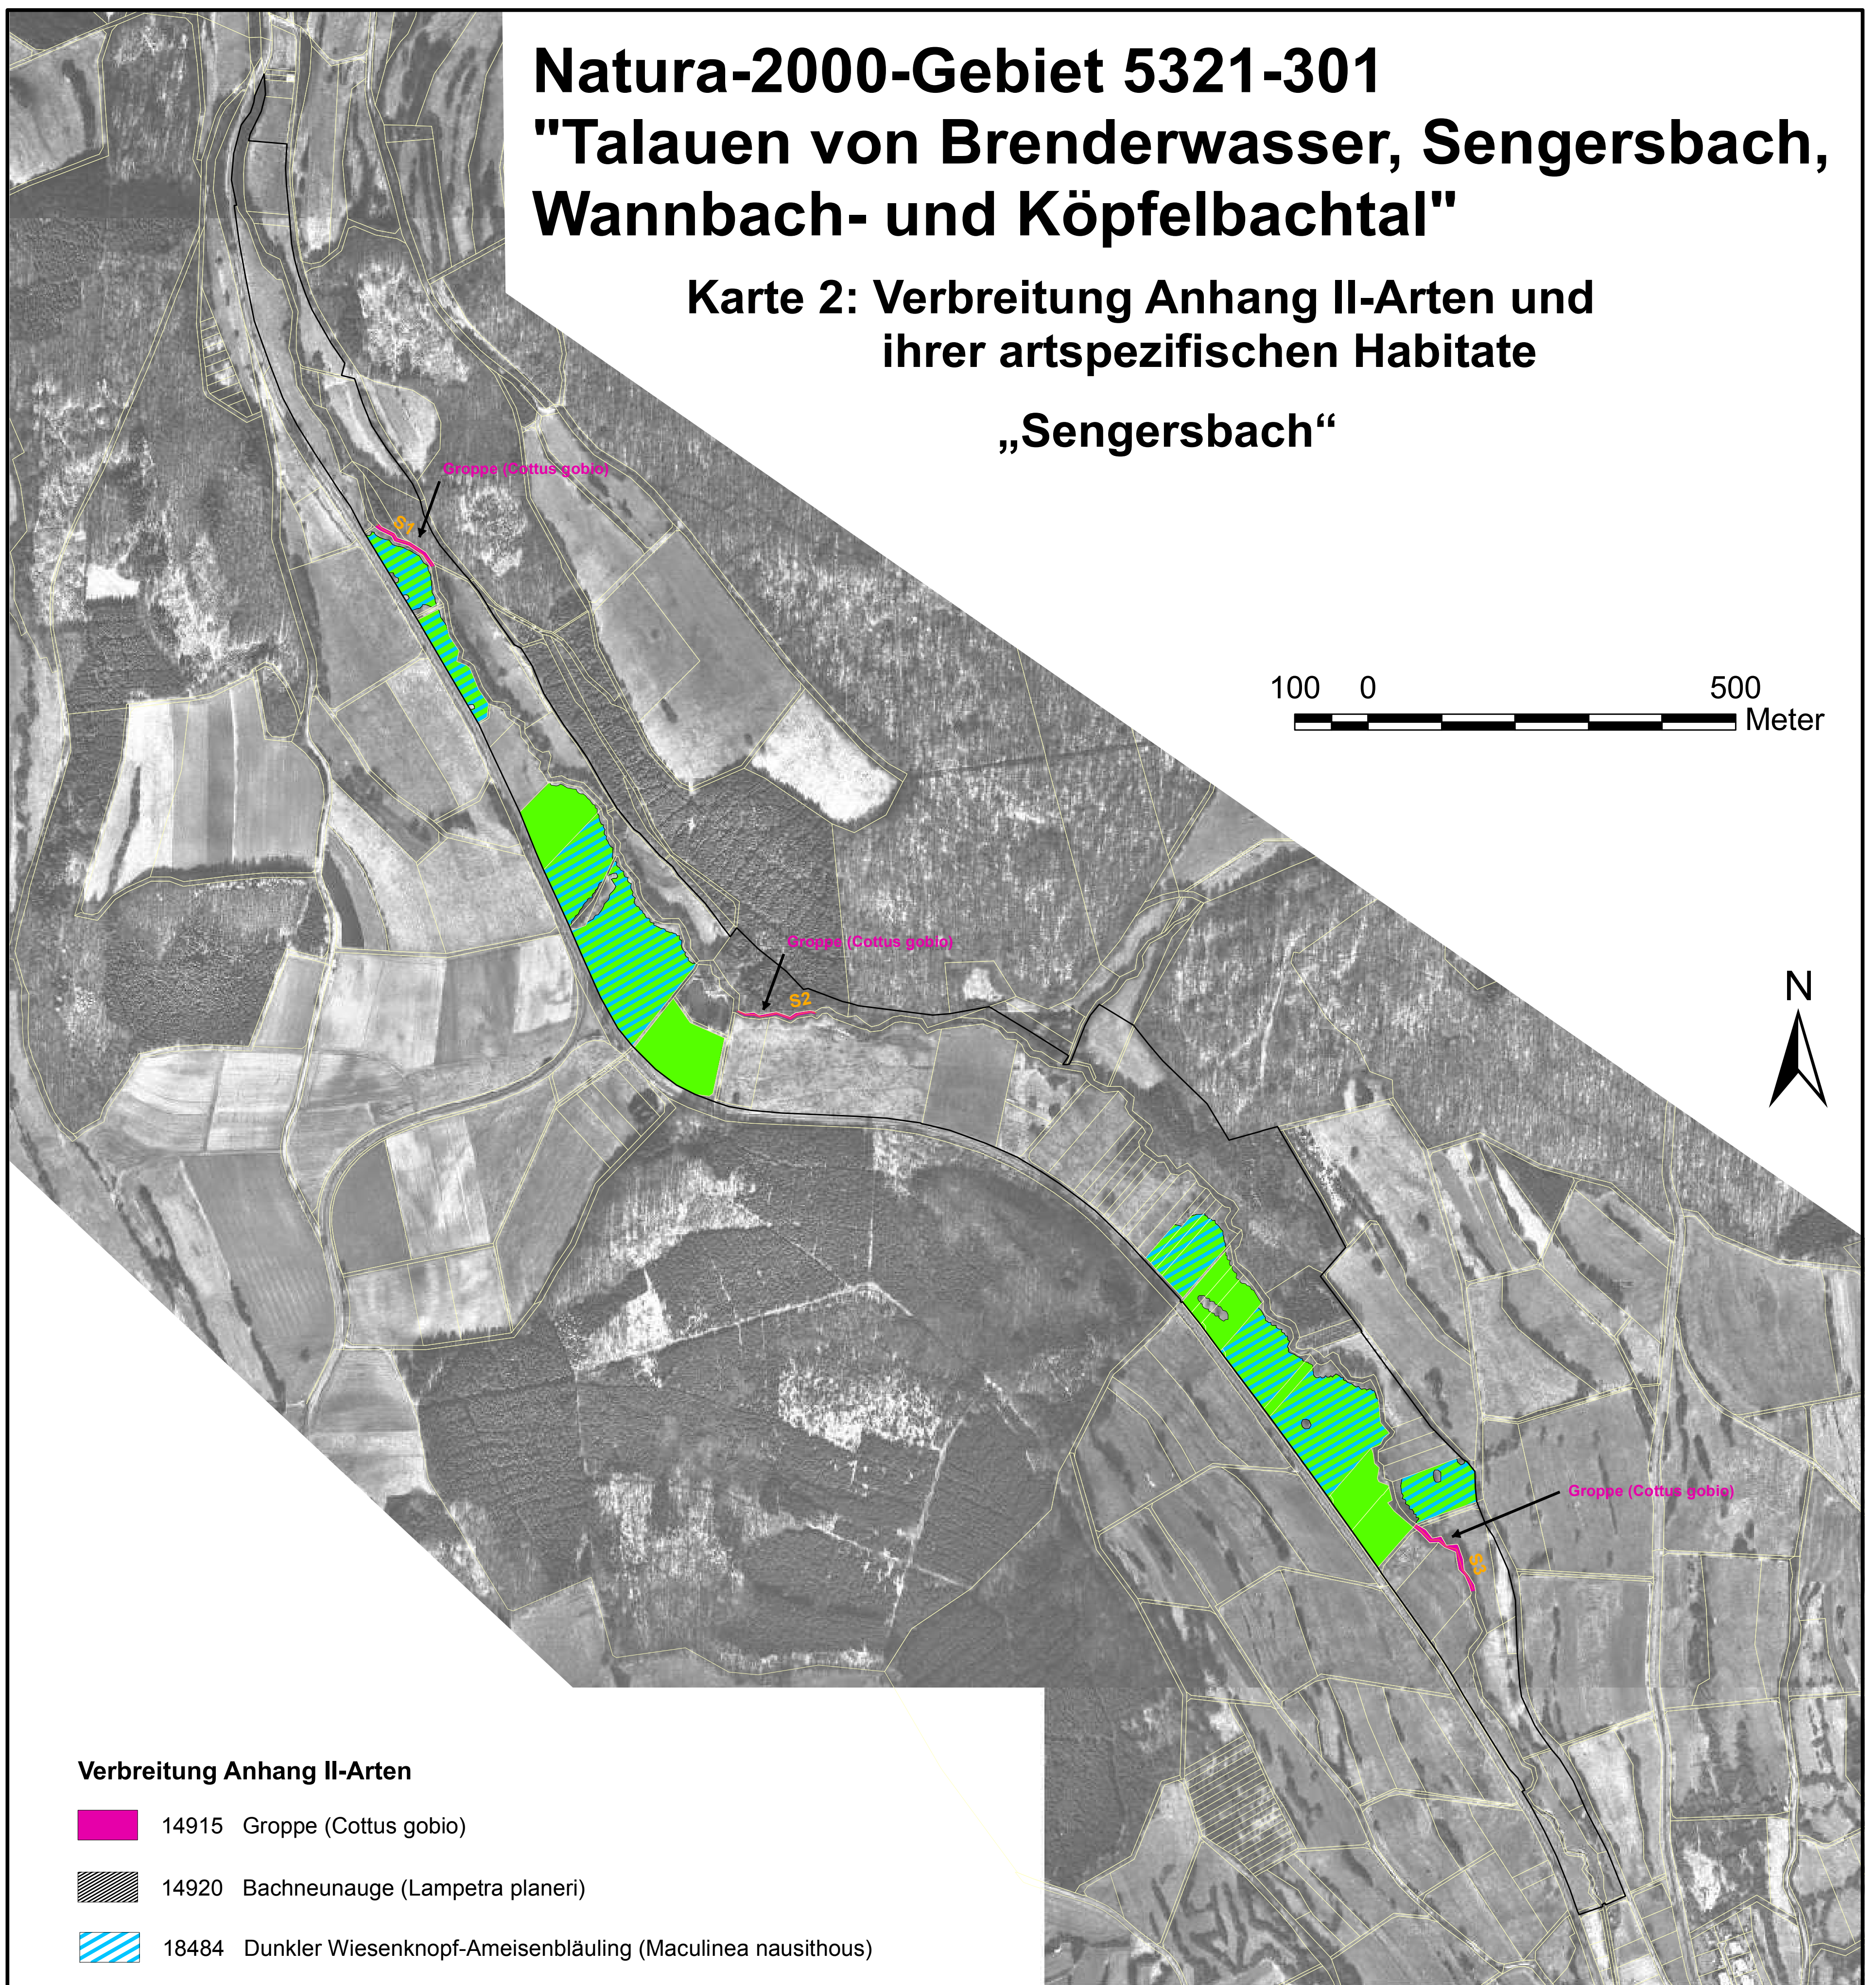 Natura-2000-Gebiet 5321-301
"Talauen von Brenderwasser, Sengersbach,
Wannbach- und Köpfelbachtal"
Karte 2: Verbreitung Anhang II-Arten und
ihrer artspezifischen Habitate
„Sengersbach“
Groppe (Cottus gobio)
S1
100 0 500
Meter
Groppe (Cottus gobio)
S2
N
Groppe (Cottus gobio)
S3
Verbreitung Anhang II-Arten
14915 Groppe (Cottus gobio)
14920 Bachneunauge (Lampetra planeri)
18484 Dunkler Wiesenknopf-Ameisenbläuling (Maculinea nausithous)